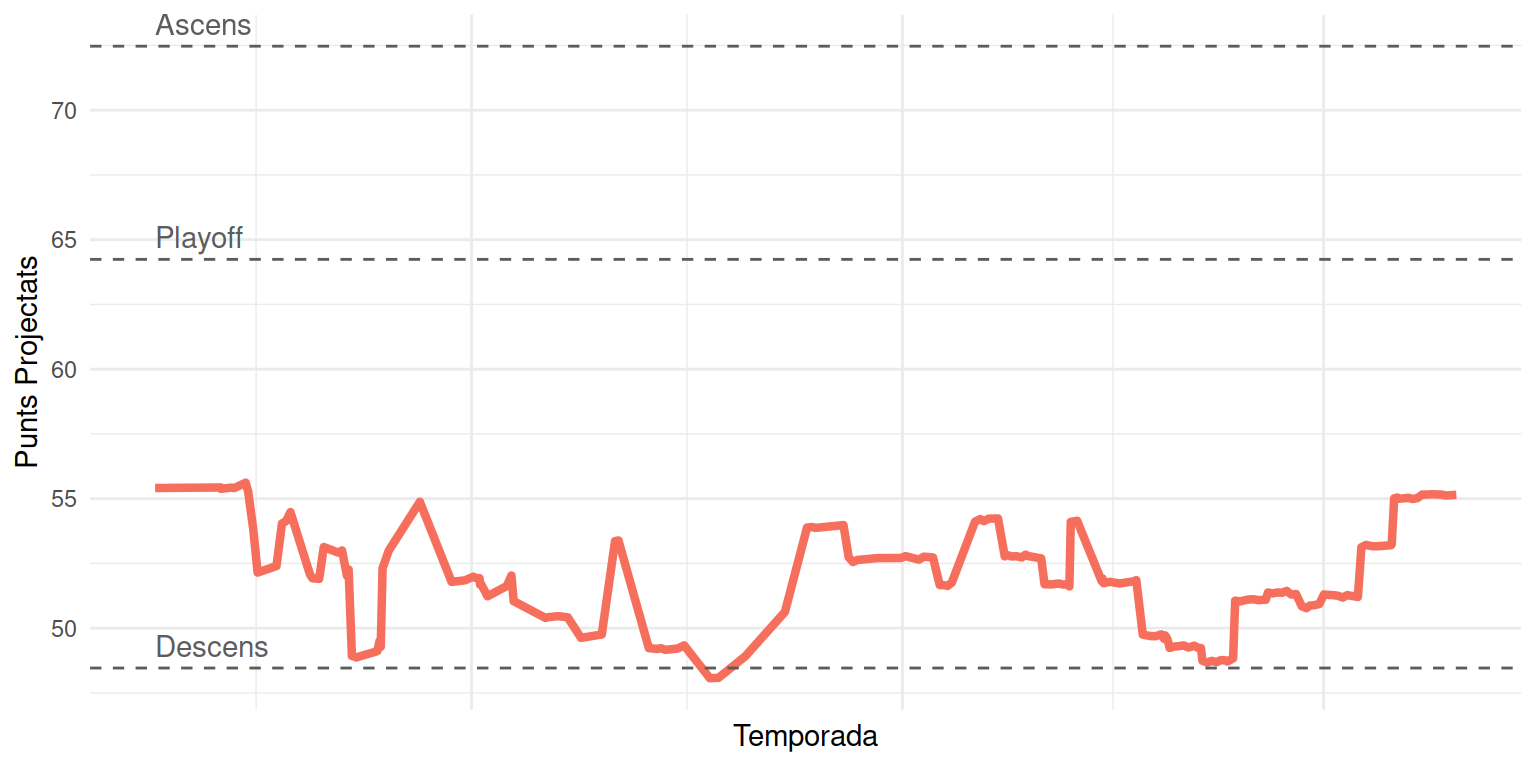 Ascens
70
Playoff
65
60
55
50
Descens
Punts Projectats
Temporada